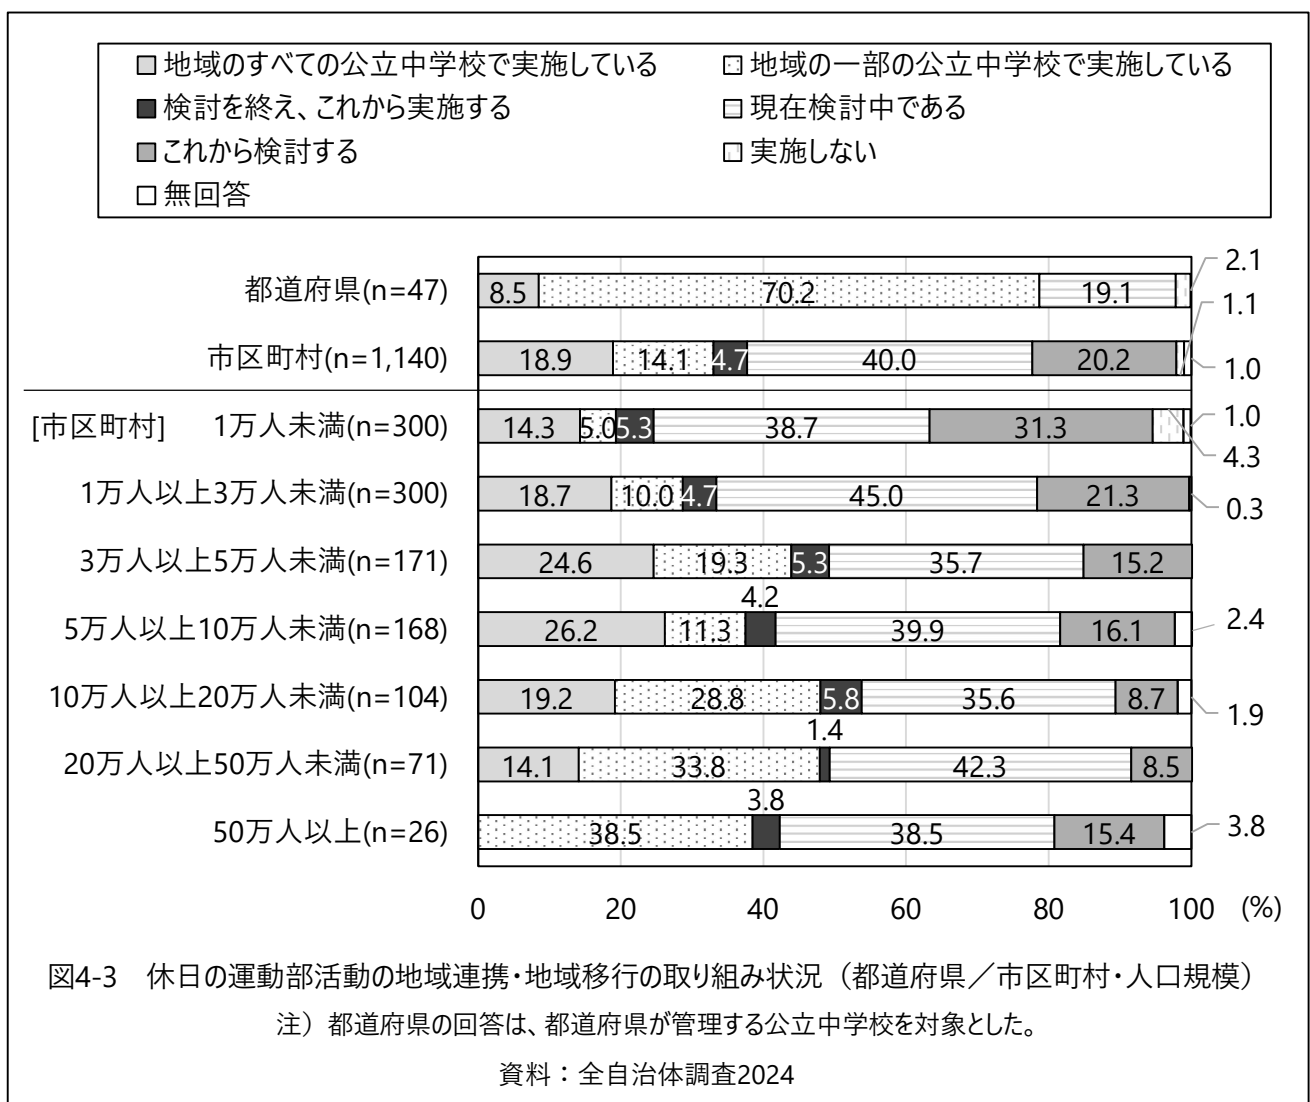 地域のすべての公立中学校で実施している 地域の一部の公立中学校で実施している
検討を終え、これから実施する 現在検討中である
これから検討する 実施しない
無回答
都道府県(n=47) 8.5 70.2 19.1 2.1
市区町村(n=1,140) 18.9 14.1 4.7 40.0 20.2 1.1 1.0
[市区町村] 1万人未満(n=300) 14.3 5.0 5.3 38.7 31.3 4.3 1.0
1万人以上3万人未満(n=300) 18.7 10.0 4.7 45.0 21.3 0.3
3万人以上5万人未満(n=171) 24.6 19.3 5.3 35.7 15.2
5万人以上10万人未満(n=168) 26.2 11.3 4.2 39.9 16.1 2.4
10万人以上20万人未満(n=104) 19.2 28.8 5.8 35.6 8.7 1.9
20万人以上50万人未満(n=71) 14.1 33.8 1.4 42.3 8.5
50万人以上(n=26) 38.5 3.8 38.5 15.4 3.8
0 20 40 60 80 100 (%)
図4-3 休日の運動部活動の地域連携・地域移行の取り組み状況（都道府県／市区町村・人口規模）
注）都道府県の回答は、都道府県が管理する公立中学校を対象とした。
資料：全自治体調査2024